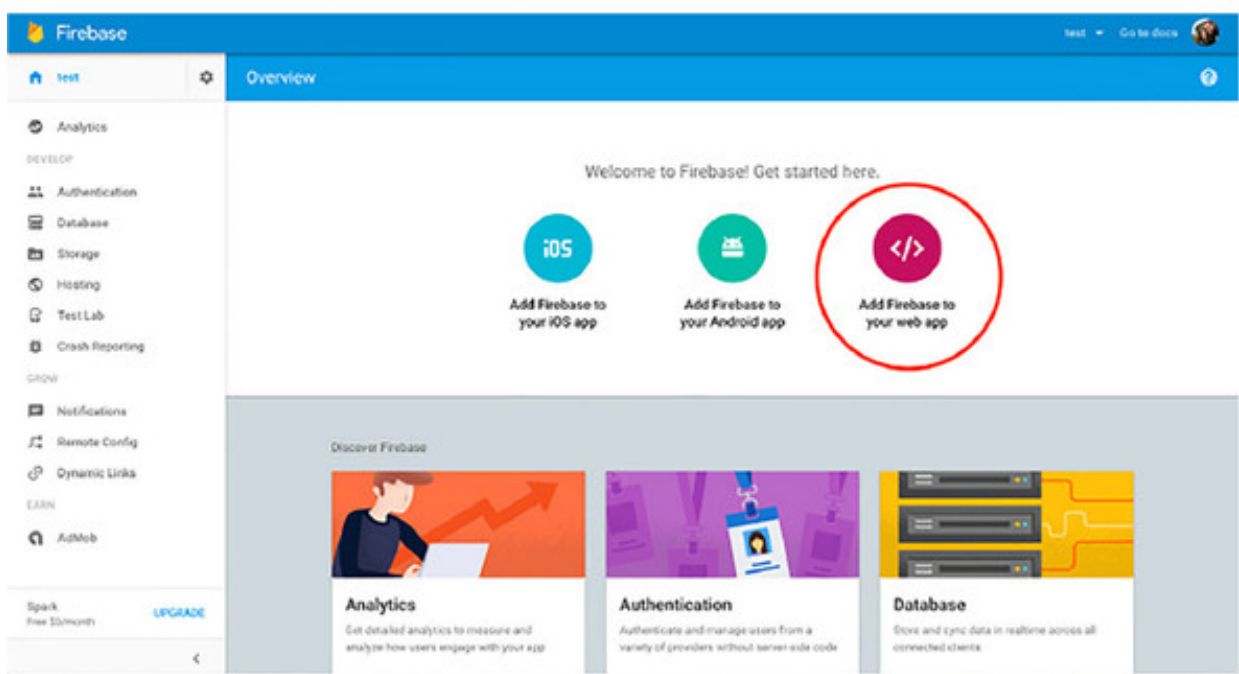 Firebase
test
Go to docs
test
Overview
Analytics
DEVELOP
Authentication
Database
Storage
Hosting
Test Lab
Crash Reporting
GROW
Notifications
Remote Config
Dynamic Links
EARN
AdMob
Spark
Free $0/month
UPGRADE
Welcome to Firebase! Get started here.
iOS
Add Firebase to
your iOS app
Add Firebase to
your Android app
</>
Add Firebase to
your web app
Discover Firebase
Analytics
Get detailed analytics to measure and
analyze how users engage with your app
Authentication
Authenticate and manage users from a
variety of providers without server-side code
Database
Store and sync data in realtime across all
connected clients